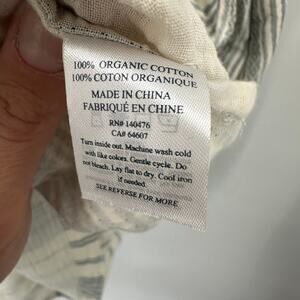 100% ORGANIC COTTON
100% COTON ORGANIQUE
MADE IN CHINA
FABRIQUÉ EN CHINE
RN# 140476
CA# 64607
Turn inside out. Machine wash cold
with like colors. Gentle cycle. Do
not bleach. Lay flat to dry. Cool iron
if needed.
SEE REVERSE FOR MORE